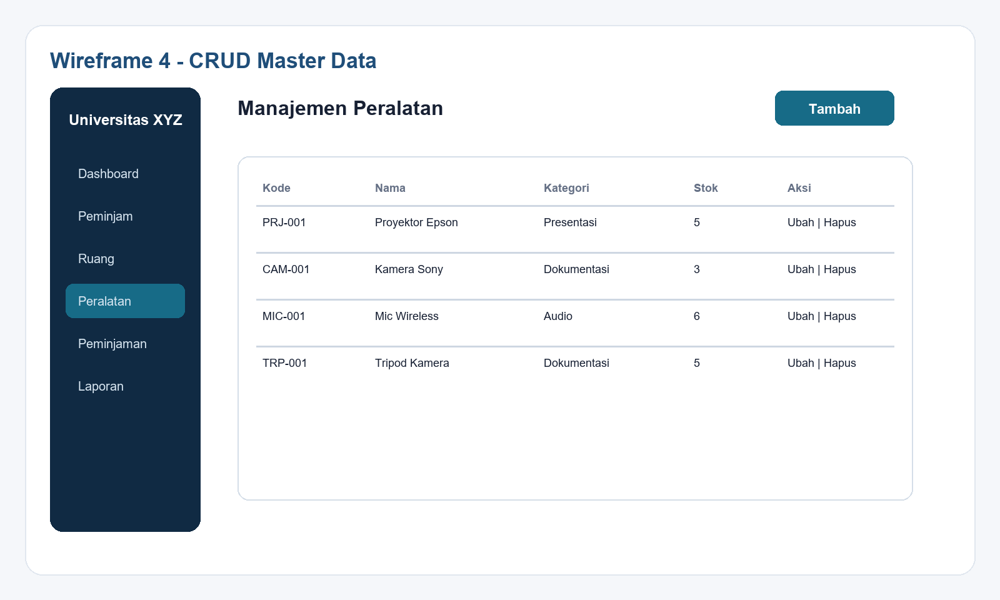 Wireframe 4 - CRUD Master Data
Universitas XYZ
Dashboard
Peminjam
Ruang
Peralatan
Peminjaman
Laporan
Manajemen Peralatan
Tambah
Kode Nama Kategori Stok Aksi
PRJ-001 Proyektor Epson Presentasi 5 Ubah | Hapus
CAM-001 Kamera Sony Dokumentasi 3 Ubah | Hapus
MIC-001 Mic Wireless Audio 6 Ubah | Hapus
TRP-001 Tripod Kamera Dokumentasi 5 Ubah | Hapus